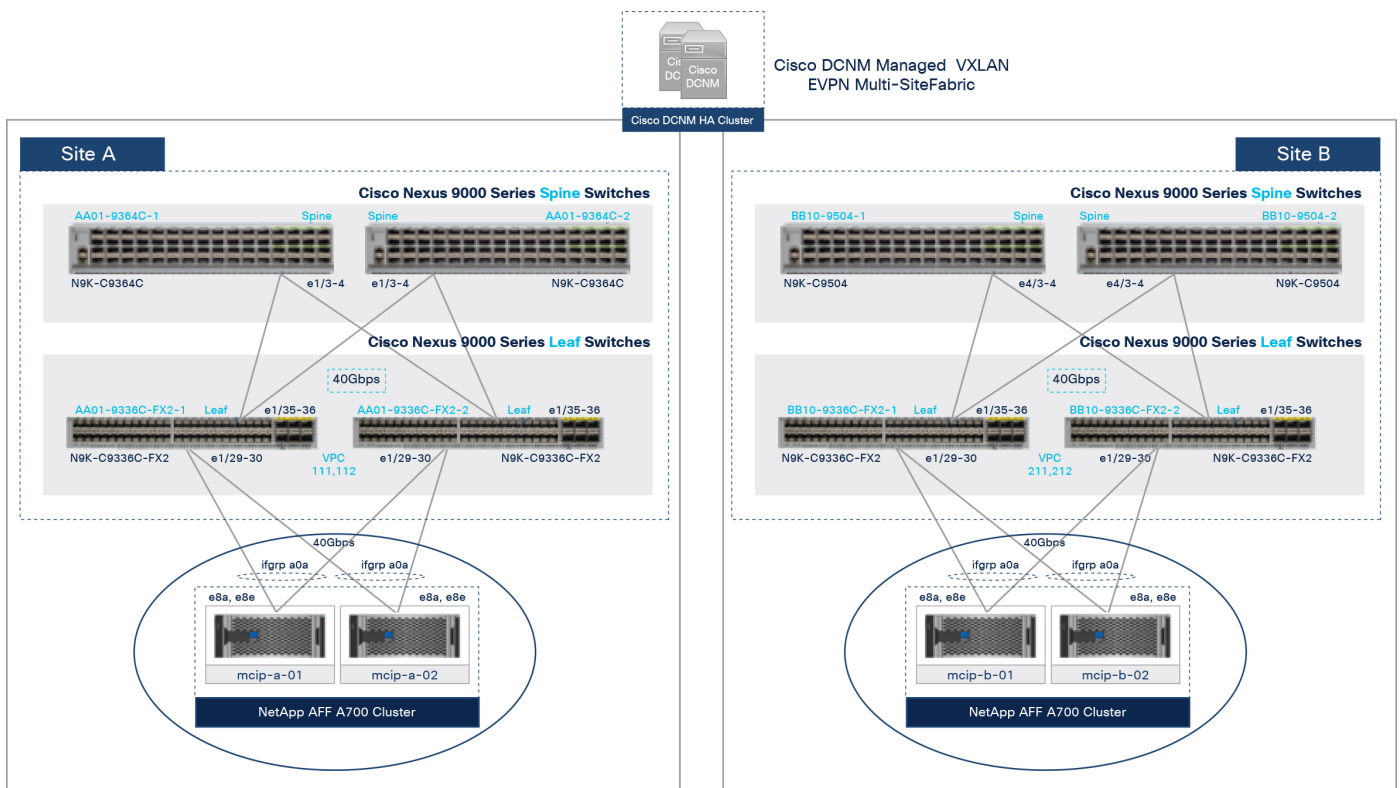 Cis
DC
Cisco
DCNM
Cisco DCNM Managed  VXLAN
EVPN Multi-SiteFabric
Cisco DCNM HA Cluster
Site A
Cisco Nexus 9000 Series Spine Switches
AA01-9364C-1
Spine
Spine
AA01-9364C-2
N9K-C9364C
e1/3-4
e1/3-4
N9K-C9364C
Cisco Nexus 9000 Series Leaf Switches
40Gbps
AA01-9336C-FX2-1
Leaf
e1/35-36
AA01-9336C-FX2-2
Leaf
e1/35-36
N9K-C9336C-FX2
e1/29-30
VPC
111,112
e1/29-30
N9K-C9336C-FX2
40Gbps
ifgrp a0a
ifgrp a0a
e8a, e8e
e8a, e8e
mcip-a-01
mcip-a-02
NetApp AFF A700 Cluster
Site B
Cisco Nexus 9000 Series Spine Switches
BB10-9504-1
Spine
Spine
BB10-9504-2
N9K-C9504
e4/3-4
e4/3-4
N9K-C9504
Cisco Nexus 9000 Series Leaf Switches
40Gbps
BB10-9336C-FX2-1
Leaf
e1/35-36
BB10-9336C-FX2-2
Leaf
e1/35-36
N9K-C9336C-FX2
e1/29-30
VPC
211,212
e1/29-30
N9K-C9336C-FX2
40Gbps
ifgrp a0a
ifgrp a0a
e8a, e8e
e8a, e8e
mcip-b-01
mcip-b-02
NetApp AFF A700 Cluster